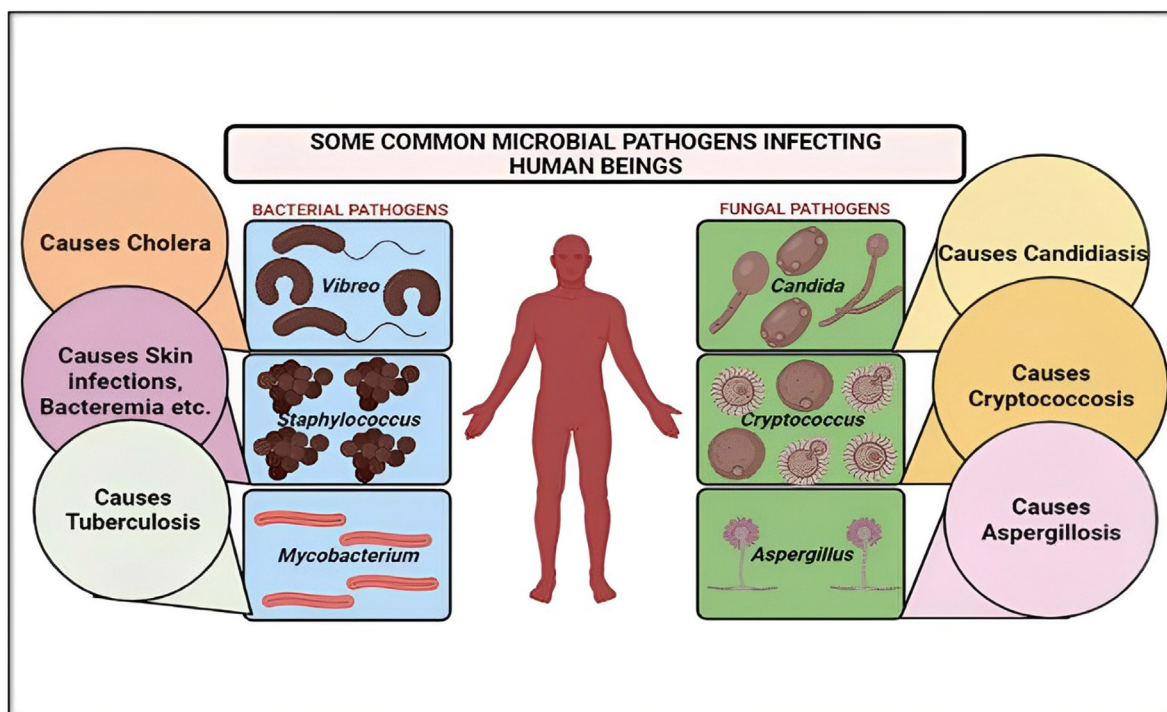 SOME COMMON MICROBIAL PATHOGENS INFECTING
HUMAN BEINGS
BACTERIAL PATHOGENS
Causes Cholera
Vibreo
Causes Skin
infections,
Bacteremia etc.
Staphylococcus
Causes
Tuberculosis
Mycobacterium
FUNGAL PATHOGENS
Candida
Causes Candidiasis
Cryptococcus
Causes
Cryptococcosis
Aspergillus
Causes
Aspergillosis